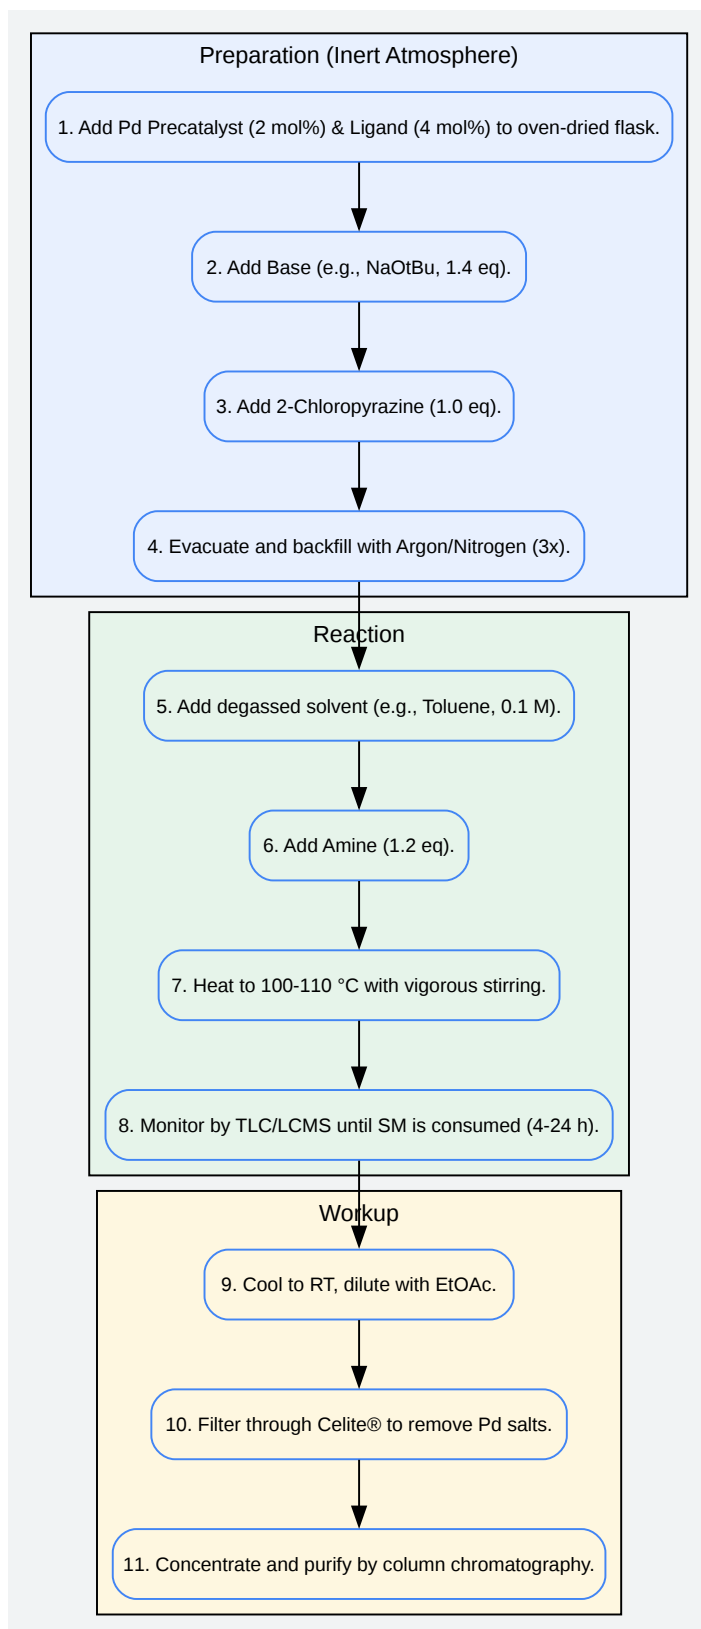 Preparation (Inert Atmosphere)
1. Add Pd Precatalyst (2 mol%) & Ligand (4 mol%) to oven-dried flask.
2. Add Base (e.g., NaOtBu, 1.4 eq).
3. Add 2-Chloropyrazine (1.0 eq).
4. Evacuate and backfill with Argon/Nitrogen (3x).
Reaction
5. Add degassed solvent (e.g., Toluene, 0.1 M).
6. Add Amine (1.2 eq).
7. Heat to 100-110 °C with vigorous stirring.
8. Monitor by TLC/LCMS until SM is consumed (4-24 h).
Workup
9. Cool to RT, dilute with EtOAc.
10. Filter through Celite® to remove Pd salts.
11. Concentrate and purify by column chromatography.